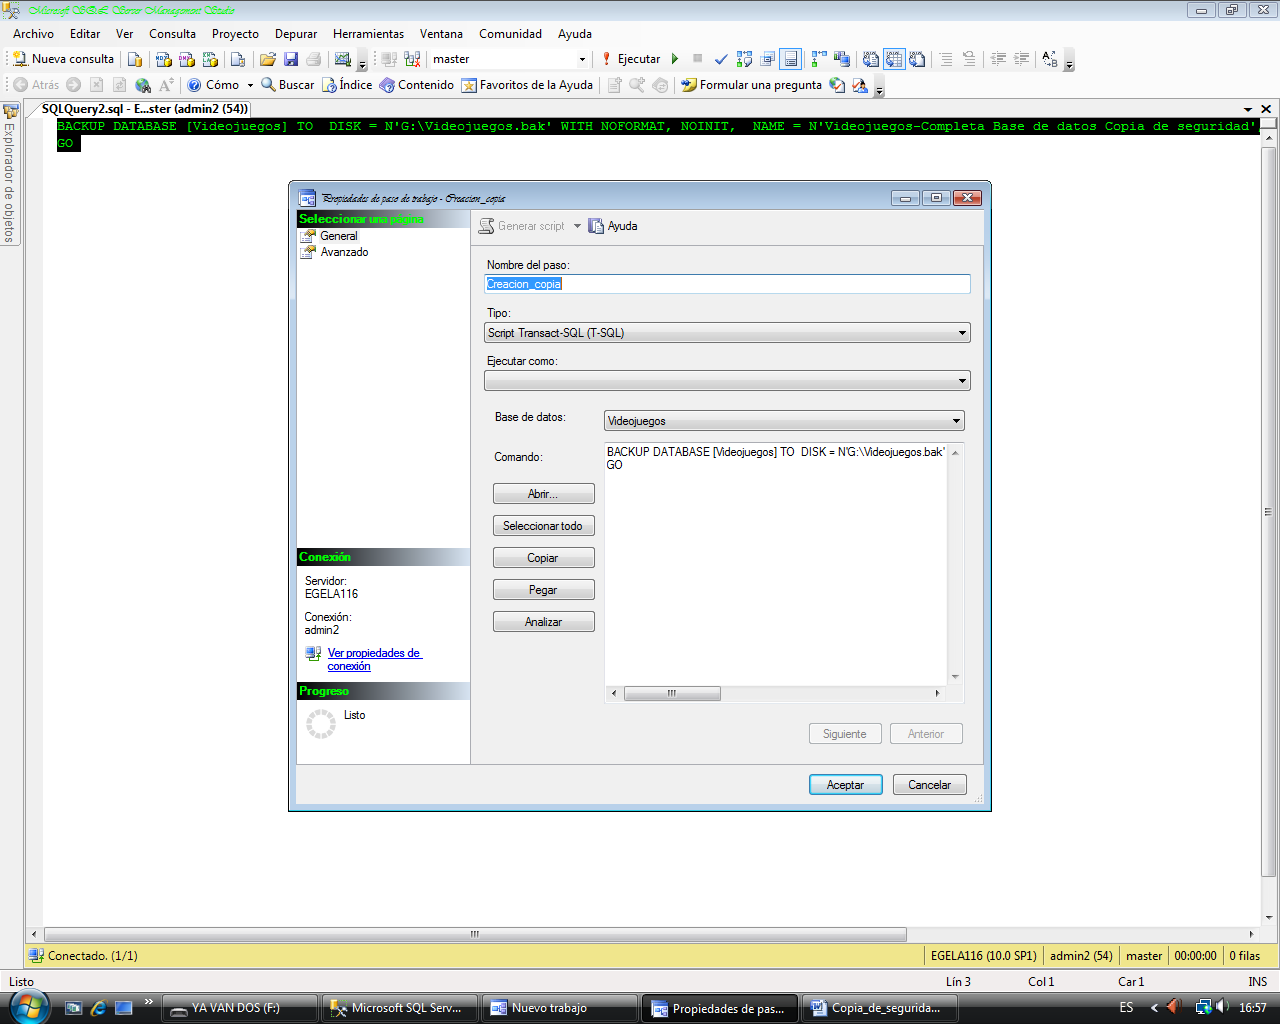 Microsoft SQL Server Management Studio
Archivo Editar Ver Consulta Proyecto Depurar Herramientas Ventana Comunidad Ayuda
Nueva consulta master Ejecutar
Atrás Cómo Buscar Índice Contenido Favoritos de la Ayuda Formular una pregunta
SQLQuery2.sql - E...ster (admin2 (54))
Explorador de objetos
BACKUP DATABASE [Videojuegos] TO  DISK = N'G:\Videojuegos.bak' WITH NOFORMAT, NOINIT,  NAME = N'Videojuegos-Completa Base de datos Copia de seguridad',
GO
Propiedades de paso de trabajo - Creacion_copia
Seleccionar una página
General
Avanzado
Generar script Ayuda
Nombre del paso:
Creacion_copia
Tipo:
Script Transact-SQL (T-SQL)
Ejecutar como:
Base de datos: Videojuegos
Comando:
BACKUP DATABASE [Videojuegos] TO  DISK = N'G:\Videojuegos.bak'
GO
Abrir...
Seleccionar todo
Copiar
Pegar
Analizar
Conexión
Servidor:
EGELA116
Conexión:
admin2
Ver propiedades de
conexión
Progreso
Listo
Siguiente Anterior
Aceptar Cancelar
Conectado. (1/1) EGELA116 (10.0 SP1) admin2 (54) master 00:00:00 0 filas
Listo Lín 3 Col 1 Car 1 INS
YA VAN DOS (F:) Microsoft SQL Serv... Nuevo trabajo Propiedades de pas... Copia_de_segurida... ES 16:57